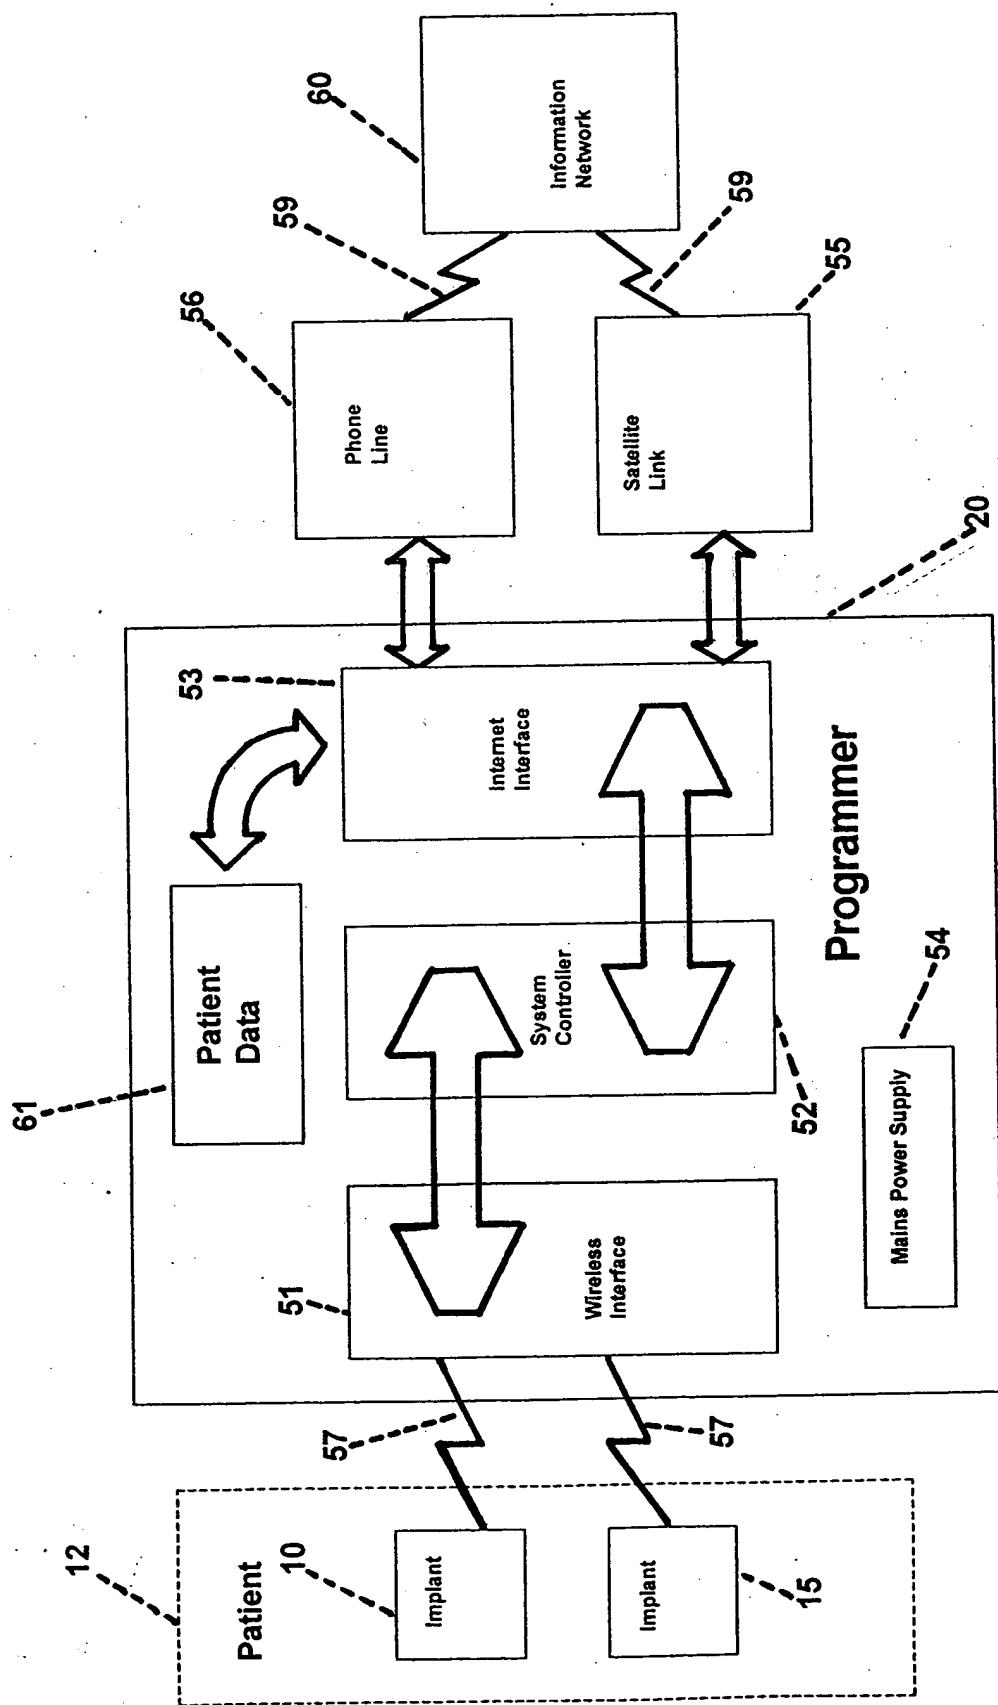 12
Patient
10
Implant
Implant
15
57
57
61
Patient
Data
51
Wireless
Interface
System
Controller
52
53
Internet
Interface
Programmer
Mains Power Supply
54
20
56
Phone
Line
Satellite
Link
55
59
59
60
Information
Network